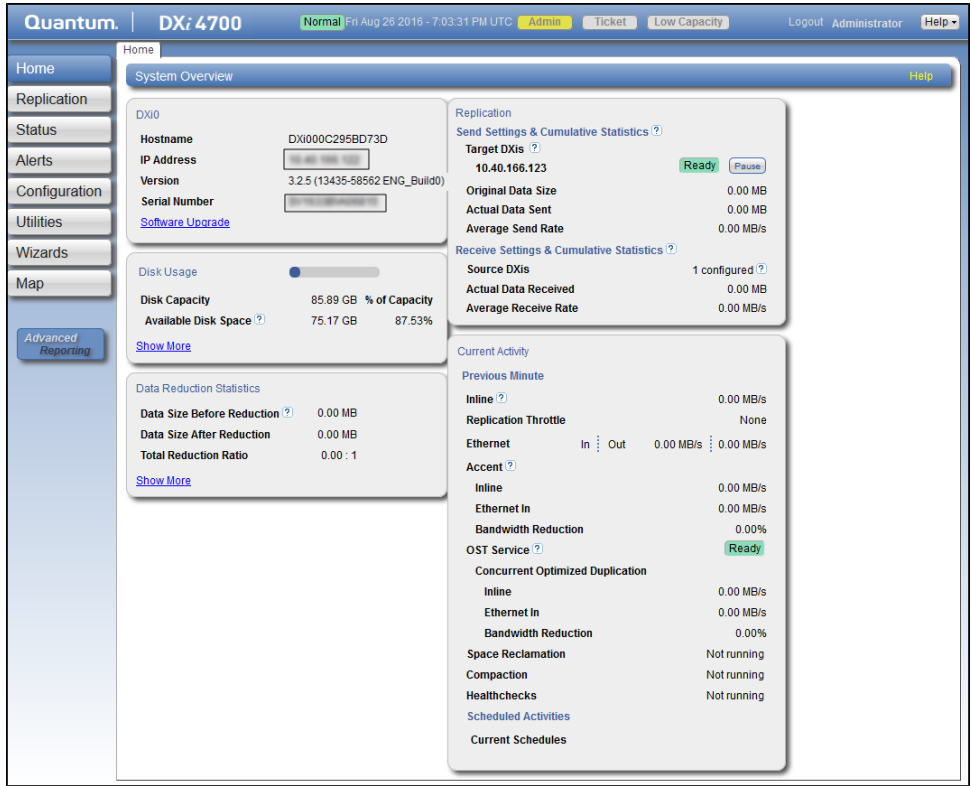 Quantum. DXi 4700 Normal Fri Aug 26 2016 - 7:03:31 PM UTC Admin Ticket Low Capacity Logout Administrator Help
Home
Home
Replication
Status
Alerts
Configuration
Utilities
Wizards
Map
Advanced
Reporting
System Overview Help
DXi0
Hostname DXi000C295BD73D
IP Address
Version 3.2.5 (13435-58562 ENG_Build0)
Serial Number
Software Upgrade
Disk Usage
Disk Capacity 85.89 GB % of Capacity
Available Disk Space ? 75.17 GB 87.53%
Show More
Data Reduction Statistics
Data Size Before Reduction ? 0.00 MB
Data Size After Reduction 0.00 MB
Total Reduction Ratio 0.00 : 1
Show More
Replication
Send Settings & Cumulative Statistics ?
Target DXis ?
10.40.166.123 Ready Pause
Original Data Size 0.00 MB
Actual Data Sent 0.00 MB
Average Send Rate 0.00 MB/s
Receive Settings & Cumulative Statistics ?
Source DXis 1 configured ?
Actual Data Received 0.00 MB
Average Receive Rate 0.00 MB/s
Current Activity
Previous Minute
Inline ? 0.00 MB/s
Replication Throttle None
Ethernet In Out 0.00 MB/s 0.00 MB/s
Accent ?
Inline 0.00 MB/s
Ethernet In 0.00 MB/s
Bandwidth Reduction 0.00%
OST Service ? Ready
Concurrent Optimized Duplication
Inline 0.00 MB/s
Ethernet In 0.00 MB/s
Bandwidth Reduction 0.00%
Space Reclamation Not running
Compaction Not running
Healthchecks Not running
Scheduled Activities
Current Schedules